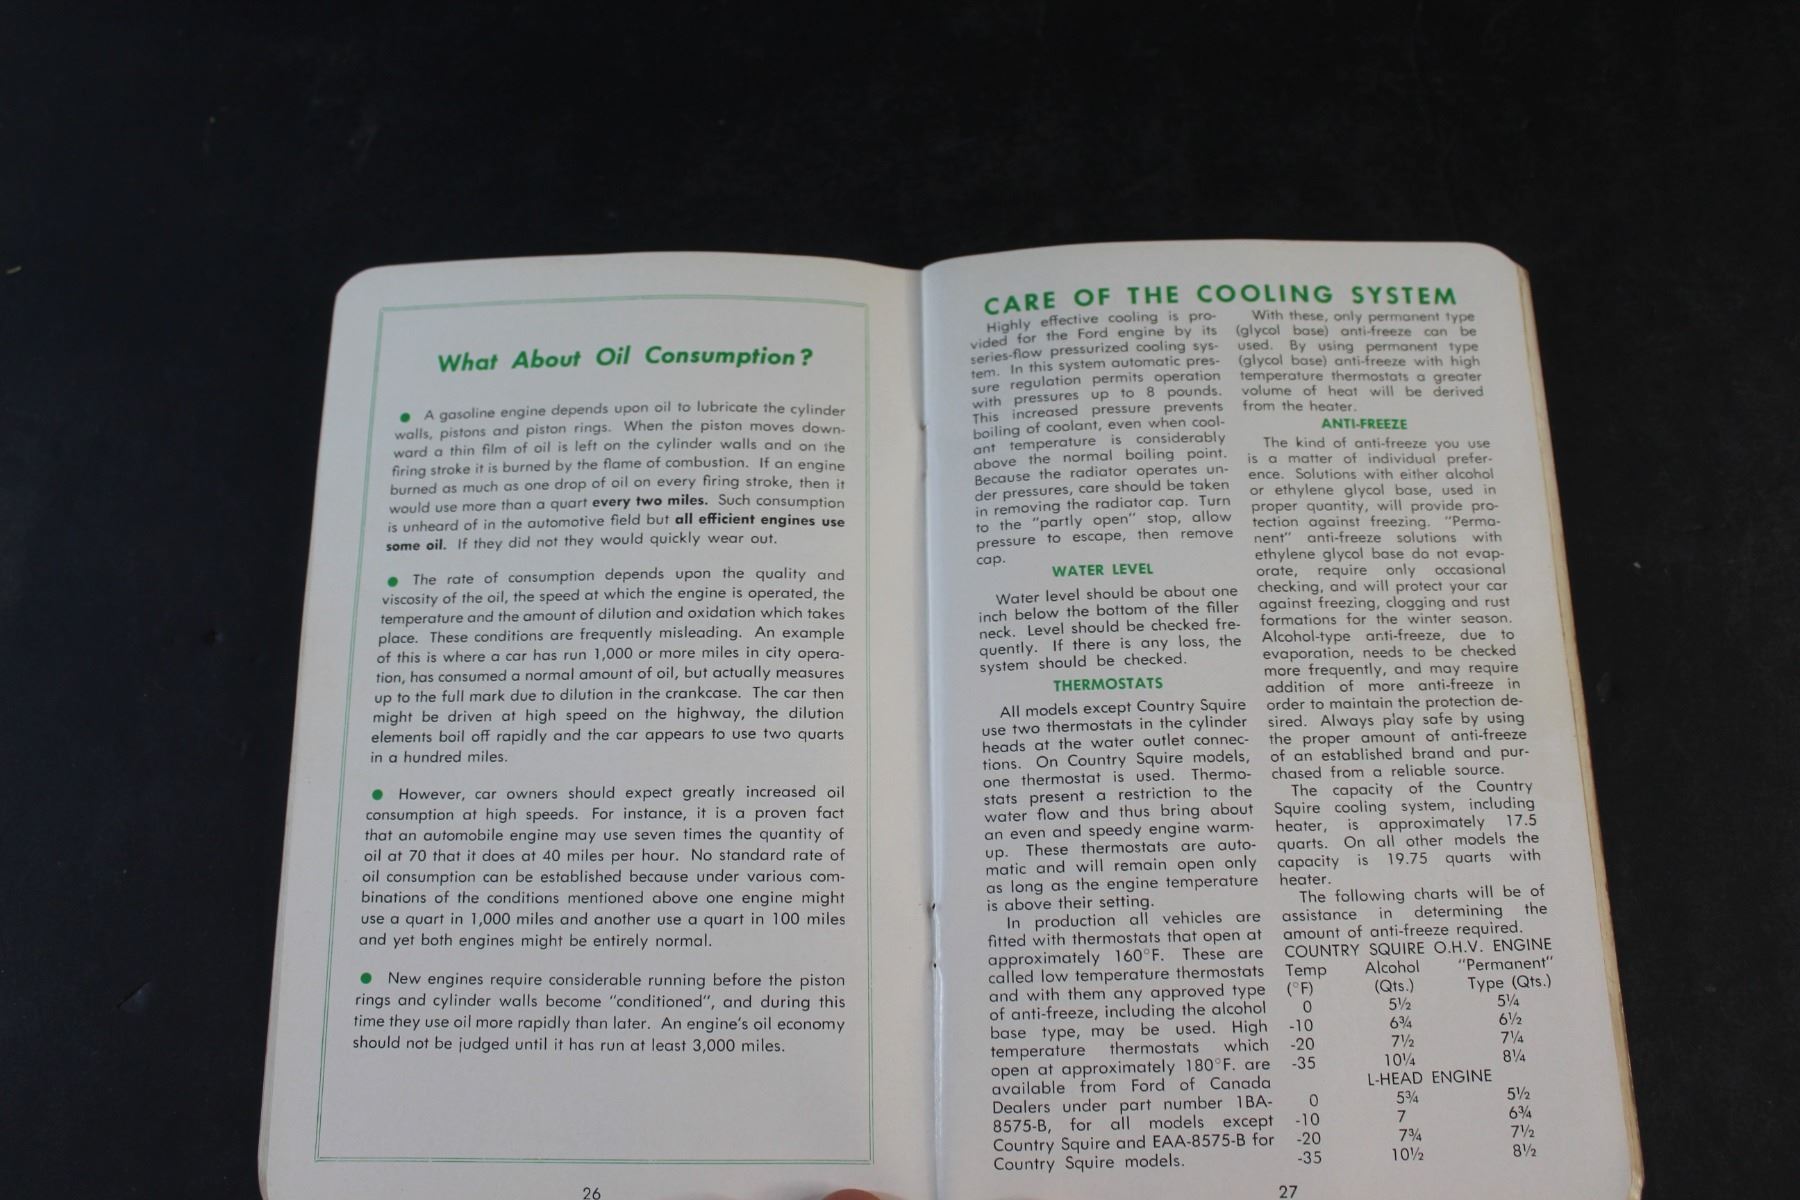 What About Oil Consumption?
● A gasoline engine depends upon oil to lubricate the cylinder
walls, pistons and piston rings. When the piston moves down-
ward a thin film of oil is left on the cylinder walls and on the
firing stroke it is burned by the flame of combustion. If an engine
burned as much as one drop of oil on every firing stroke, then it
would use more than a quart every two miles. Such consumption
is unheard of in the automotive field but all efficient engines use
some oil. If they did not they would quickly wear out.
● The rate of consumption depends upon the quality and
viscosity of the oil, the speed at which the engine is operated, the
temperature and the amount of dilution and oxidation which takes
place. These conditions are frequently misleading. An example
of this is where a car has run 1,000 or more miles in city opera-
tion, has consumed a normal amount of oil, but actually measures
up to the full mark due to dilution in the crankcase. The car then
might be driven at high speed on the highway, the dilution
elements boil off rapidly and the car appears to use two quarts
in a hundred miles.
● However, car owners should expect greatly increased oil
consumption at high speeds. For instance, it is a proven fact
that an automobile engine may use seven times the quantity of
oil at 70 that it does at 40 miles per hour. No standard rate of
oil consumption can be established because under various com-
binations of the conditions mentioned above one engine might
use a quart in 1,000 miles and another use a quart in 100 miles
and yet both engines might be entirely normal.
● New engines require considerable running before the piston
rings and cylinder walls become "conditioned", and during this
time they use oil more rapidly than later. An engine's oil economy
should not be judged until it has run at least 3,000 miles.
26
CARE OF THE COOLING SYSTEM
Highly effective cooling is pro-
vided for the Ford engine by its
series-flow pressurized cooling sys-
tem. In this system automatic pres-
sure regulation permits operation
with pressures up to 8 pounds.
This increased pressure prevents
boiling of coolant, even when cool-
ant temperature is considerably
above the normal boiling point.
Because the radiator operates un-
der pressures, care should be taken
in removing the radiator cap. Turn
to the "partly open" stop, allow
pressure to escape, then remove
cap.
WATER LEVEL
Water level should be about one
inch below the bottom of the filler
neck. Level should be checked fre-
quently. If there is any loss, the
system should be checked.
THERMOSTATS
All models except Country Squire
use two thermostats in the cylinder
heads at the water outlet connec-
tions. On Country Squire models,
one thermostat is used. Thermo-
stats present a restriction to the
water flow and thus bring about
an even and speedy engine warm-
up. These thermostats are auto-
matic and will remain open only
as long as the engine temperature
is above their setting.
In production all vehicles are
fitted with thermostats that open at
approximately 160°F. These are
called low temperature thermostats
and with them any approved type
of anti-freeze, including the alcohol
base type, may be used. High
temperature thermostats which
open at approximately 180°F. are
available from Ford of Canada
Dealers under part number 1BA-
8575-B, for all models except
Country Squire and EAA-8575-B for
Country Squire models.
With these, only permanent type
(glycol base) anti-freeze can be
used. By using permanent type
(glycol base) anti-freeze with high
temperature thermostats a greater
volume of heat will be derived
from the heater.
ANTI-FREEZE
The kind of anti-freeze you use
is a matter of individual prefer-
ence. Solutions with either alcohol
or ethylene glycol base, used in
proper quantity, will provide pro-
tection against freezing. "Perma-
nent" anti-freeze solutions with
ethylene glycol base do not evap-
orate, require only occasional
checking, and will protect your car
against freezing, clogging and rust
formations for the winter season.
Alcohol-type anti-freeze, due to
evaporation, needs to be checked
more frequently, and may require
addition of more anti-freeze in
order to maintain the protection de-
sired. Always play safe by using
the proper amount of anti-freeze
of an established brand and pur-
chased from a reliable source.
The capacity of the Country
Squire cooling system, including
heater, is approximately 17.5
quarts. On all other models the
capacity is 19.75 quarts with
heater.
The following charts will be of
assistance in determining the
amount of anti-freeze required.
COUNTRY SQUIRE O.H.V. ENGINE
Temp Alcohol "Permanent"
(°F) (Qts.) Type (Qts.)
0 5½ 5¼
-10 6¾ 6½
-20 7½ 7¼
-35 10¼ 8¼
L-HEAD ENGINE
0 5¾ 5½
-10 7 6¾
-20 7¾ 7½
-35 10½ 8½
27